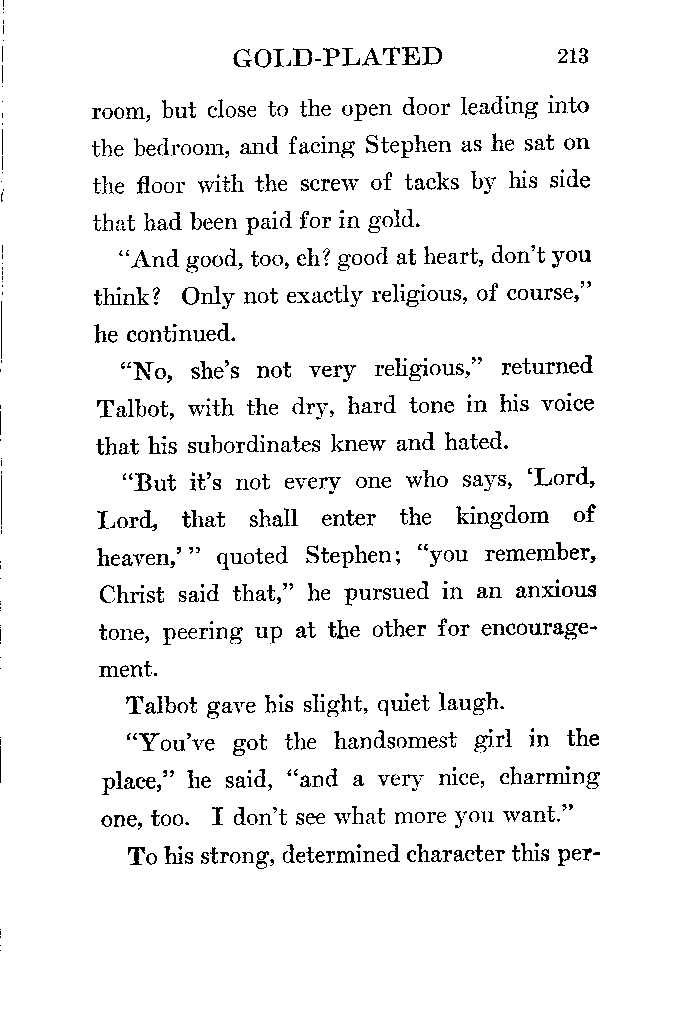 GOLD-PLATED 213
room, but close to the open door leading into
the bedroom, and facing Stephen as he sat on
the floor with the screw of tacks by his side
that had been paid for in gold.
“And good, too, eh? good at heart, don’t you
think? Only not exactly religious, of course,”
he continued.
“No, she’s not very religious,” returned
Talbot, with the dry, hard tone in his voice
that his subordinates knew and hated.
“But it’s not every one who says, ‘Lord,
Lord, that shall enter the kingdom of
heaven,’ ” quoted Stephen; “you remember,
Christ said that,” he pursued in an anxious
tone, peering up at the other for encourage-
ment.
Talbot gave his slight, quiet laugh.
“You’ve got the handsomest girl in the
place,” he said, “and a very nice, charming
one, too. I don’t see what more you want.”
To his strong, determined character this per-